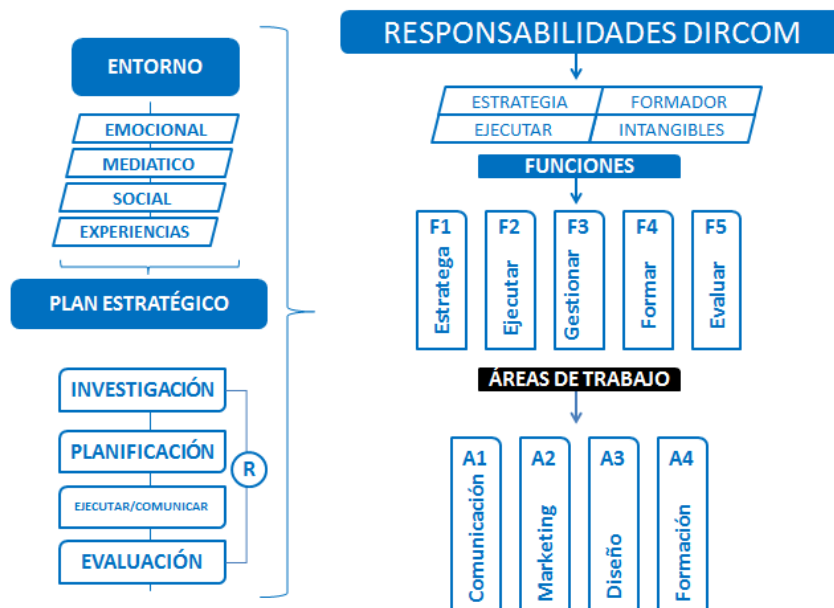 ENTORNO
EMOCIONAL
MEDIATICO
SOCIAL
EXPERIENCIAS
PLAN ESTRATÉGICO
INVESTIGACIÓN
PLANIFICACIÓN
R
EJECUTAR/COMUNICAR
EVALUACIÓN
RESPONSABILIDADES DIRCOM
ESTRATEGIA FORMADOR
EJECUTAR INTANGIBLES
FUNCIONES
F1 F2 F3 F4 F5
Estratega
Ejecutar
Gestionar
Formar
Evaluar
ÁREAS DE TRABAJO
A1 A2 A3 A4
Comunicación
Marketing
Diseño
Formación